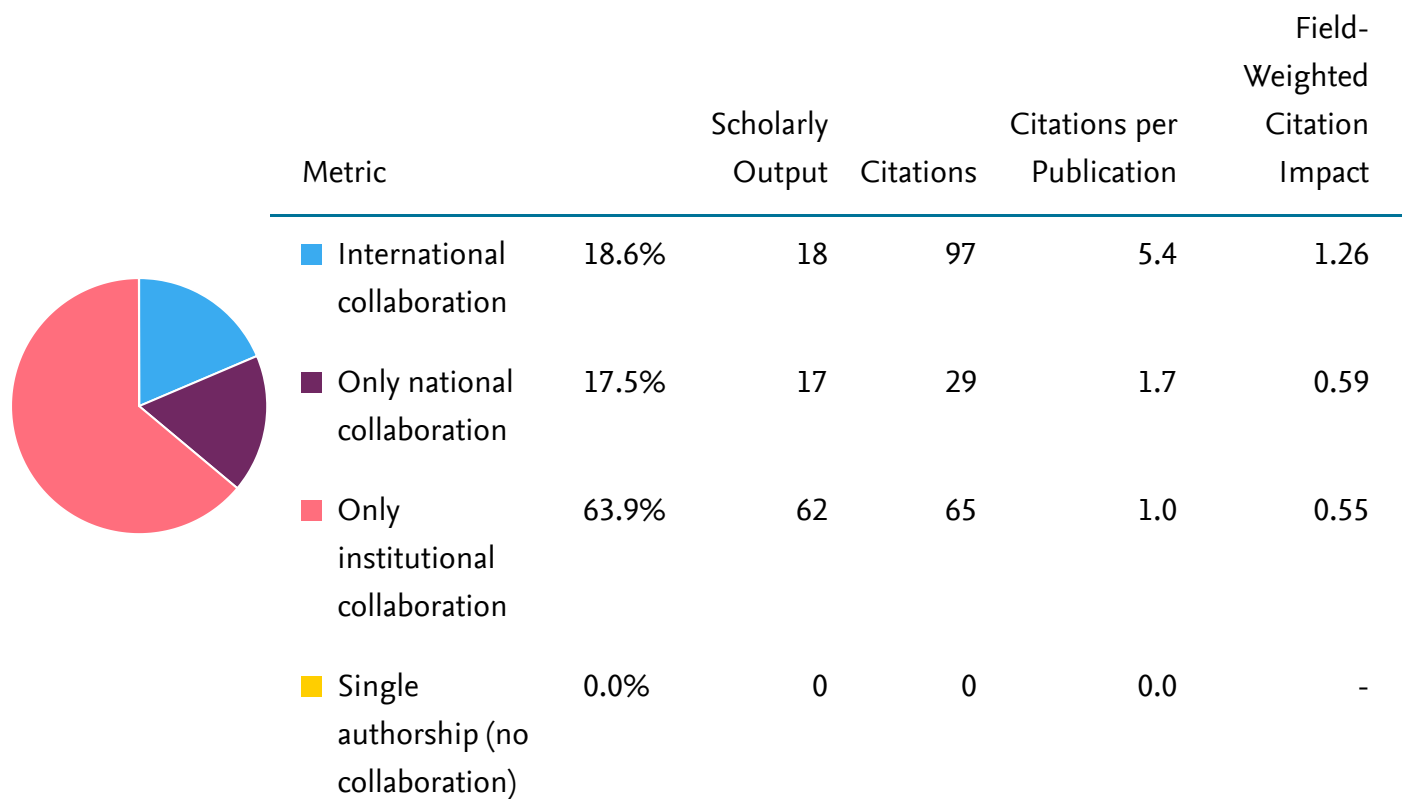 Field-
Weighted
Scholarly Citations per Citation
Metric Output Citations Publication Impact
International 18.6% 18 97 5.4 1.26
collaboration
Only national 17.5% 17 29 1.7 0.59
collaboration
Only 63.9% 62 65 1.0 0.55
institutional
collaboration
Single 0.0% 0 0 0.0 -
authorship (no
collaboration)